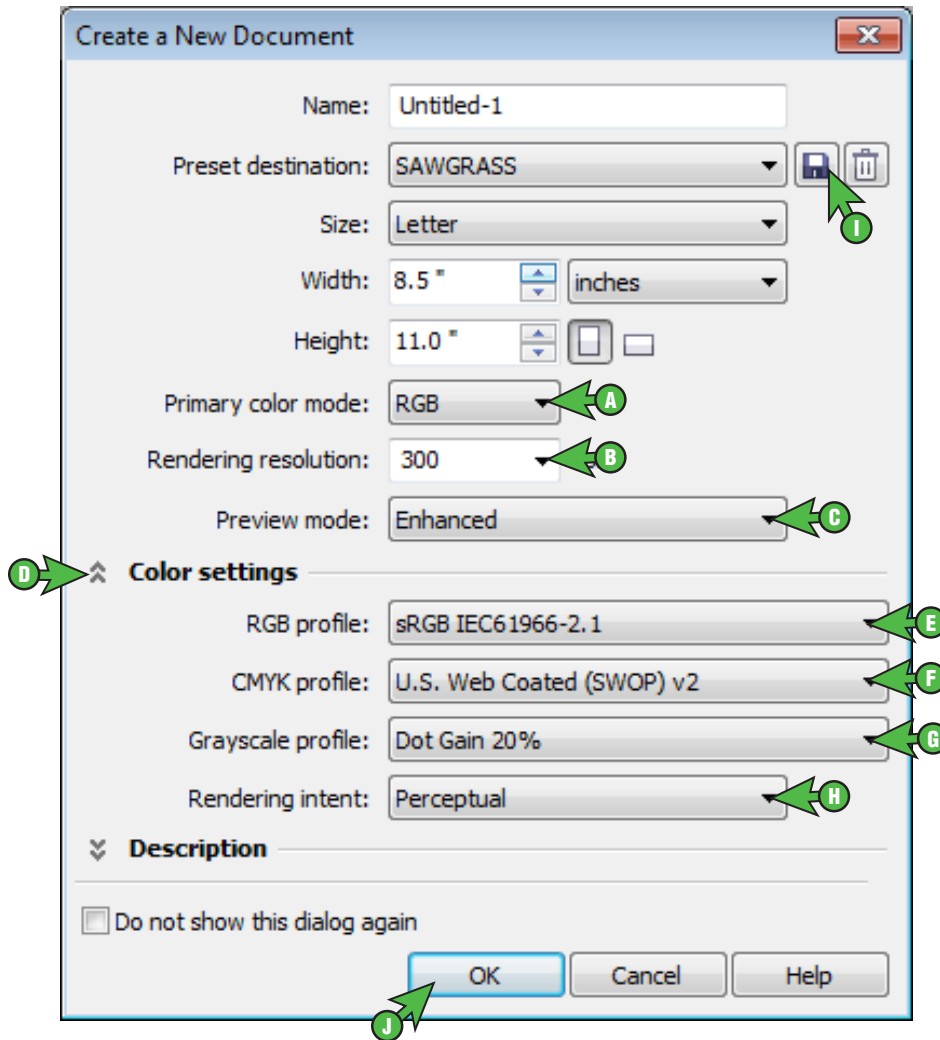 Create a New Document
Name: Untitled-1
Preset destination: SAWGRASS
I
Size: Letter
Width: 8.5 " inches
Height: 11.0 "
Primary color mode: RGB A
Rendering resolution: 300 B
Preview mode: Enhanced C
D Color settings
RGB profile: sRGB IEC61966-2.1 E
CMYK profile: U.S. Web Coated (SWOP) v2 F
Grayscale profile: Dot Gain 20% G
Rendering intent: Perceptual H
Description
Do not show this dialog again
OK Cancel Help
J